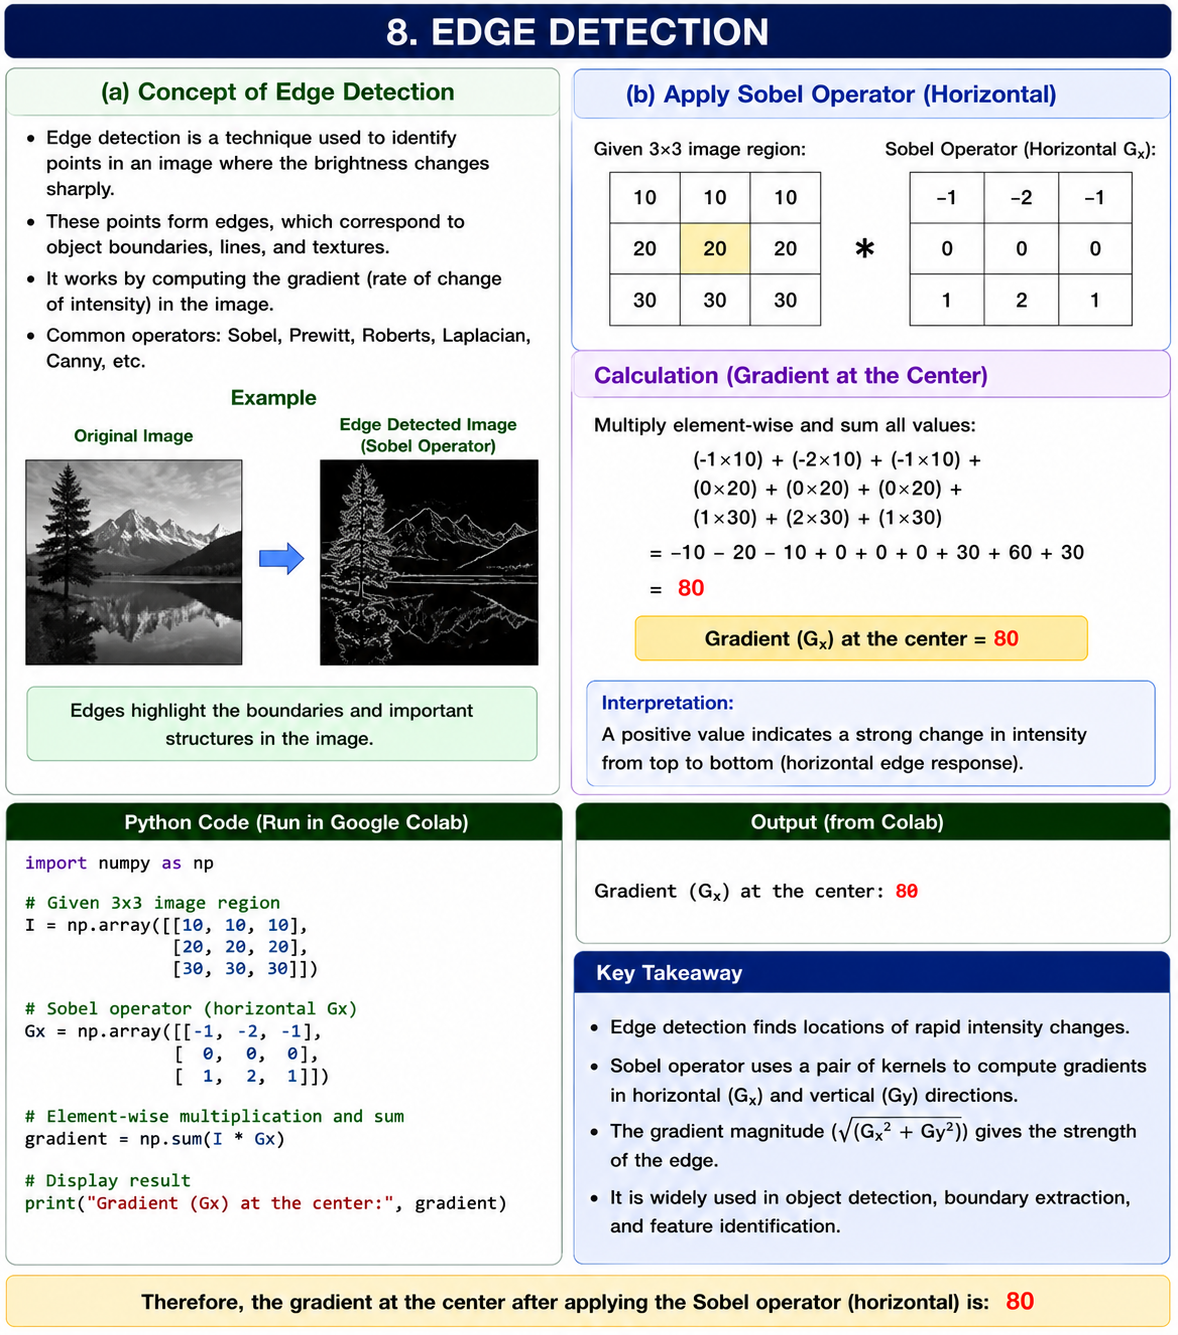 8. EDGE DETECTION
(a) Concept of Edge Detection
• Edge detection is a technique used to identify
points in an image where the brightness changes
sharply.
• These points form edges, which correspond to
object boundaries, lines, and textures.
• It works by computing the gradient (rate of change
of intensity) in the image.
• Common operators: Sobel, Prewitt, Roberts, Laplacian,
Canny, etc.
Example
Original Image
Edge Detected Image
(Sobel Operator)
Edges highlight the boundaries and important
structures in the image.
(b) Apply Sobel Operator (Horizontal)
Given 3×3 image region:
10 10 10
20 20 20
30 30 30
*
Sobel Operator (Horizontal Gₓ):
−1 −2 −1
0 0 0
1 2 1
Calculation (Gradient at the Center)
Multiply element-wise and sum all values:
(-1×10) + (-2×10) + (-1×10) +
(0×20) + (0×20) + (0×20) +
(1×30) + (2×30) + (1×30)
= −10 − 20 − 10 + 0 + 0 + 0 + 30 + 60 + 30
= 80
Gradient (Gₓ) at the center = 80
Interpretation:
A positive value indicates a strong change in intensity
from top to bottom (horizontal edge response).
Python Code (Run in Google Colab)
import numpy as np
# Given 3x3 image region
I = np.array([[10, 10, 10],
[20, 20, 20],
[30, 30, 30]])
# Sobel operator (horizontal Gx)
Gx = np.array([[-1, -2, -1],
[ 0, 0, 0],
[ 1, 2, 1]])
# Element-wise multiplication and sum
gradient = np.sum(I * Gx)
# Display result
print("Gradient (Gx) at the center:", gradient)
Output (from Colab)
Gradient (Gₓ) at the center: 80
Key Takeaway
• Edge detection finds locations of rapid intensity changes.
• Sobel operator uses a pair of kernels to compute gradients
in horizontal (Gₓ) and vertical (Gy) directions.
• The gradient magnitude (√(Gₓ² + Gy²)) gives the strength
of the edge.
• It is widely used in object detection, boundary extraction,
and feature identification.
Therefore, the gradient at the center after applying the Sobel operator (horizontal) is: 80